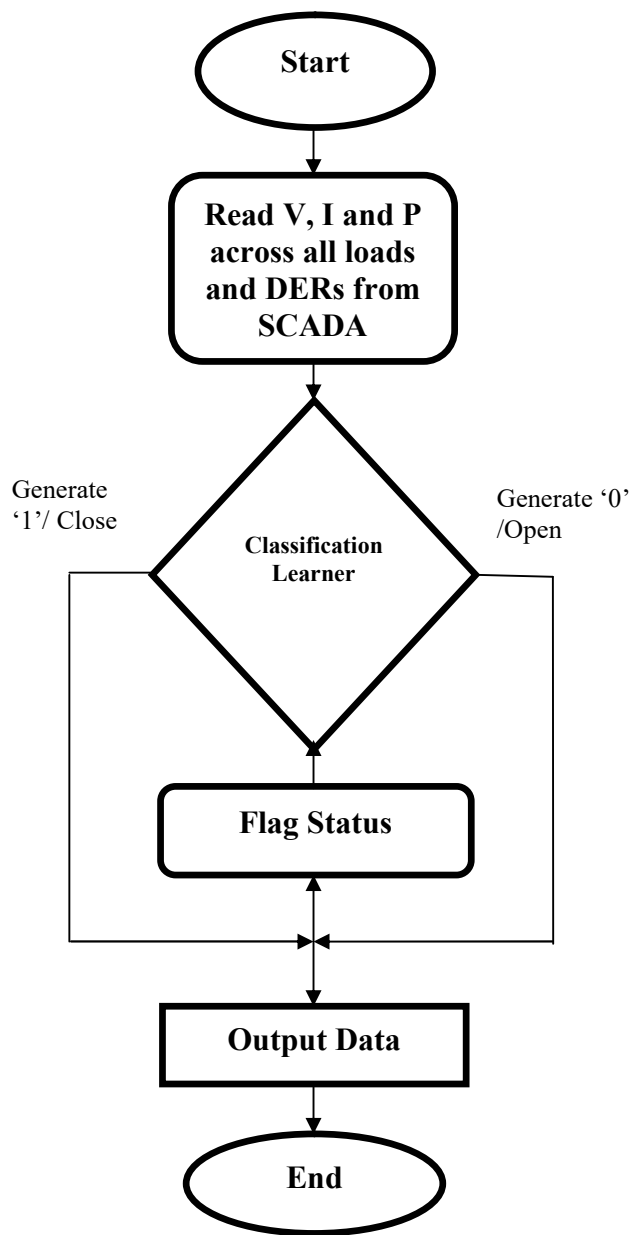 Start
Read V, I and P
across all loads
and DERs from
SCADA
Generate
‘1’/ Close
Generate ‘0’
/Open
Classification
Learner
Flag Status
Output Data
End